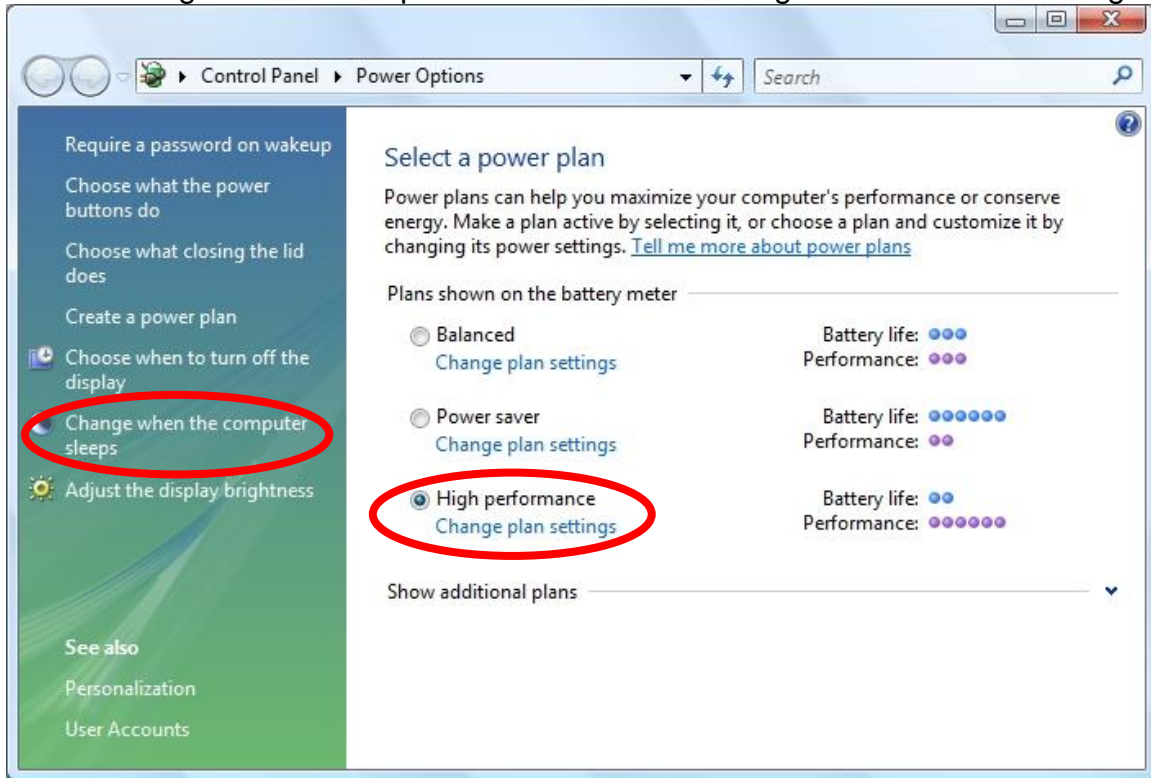 Control Panel Power Options Search
Require a password on wakeup
Choose what the power
buttons do
Choose what closing the lid
does
Create a power plan
Choose when to turn off the
display
Change when the computer
sleeps
Adjust the display brightness
See also
Personalization
User Accounts
Select a power plan
Power plans can help you maximize your computer's performance or conserve
energy. Make a plan active by selecting it, or choose a plan and customize it by
changing its power settings. Tell me more about power plans
Plans shown on the battery meter
Balanced Battery life:
Change plan settings Performance:
Power saver Battery life:
Change plan settings Performance:
High performance Battery life:
Change plan settings Performance:
Show additional plans